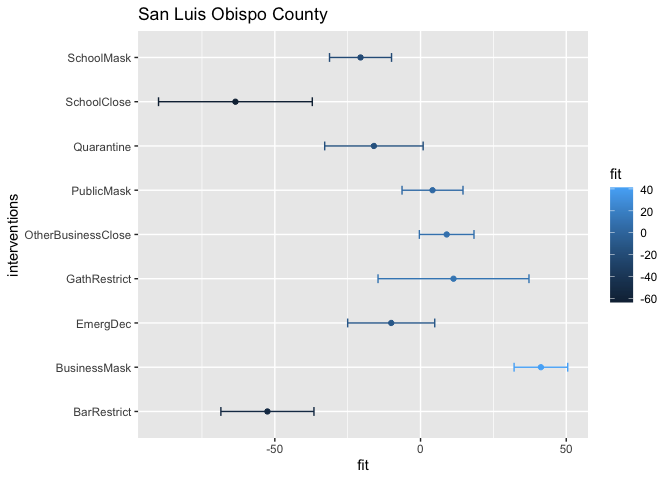 San Luis Obispo County
SchoolMask
SchoolClose
Quarantine
PublicMask
OtherBusinessClose
GathRestrict
EmergDec
BusinessMask
BarRestrict
interventions
-50 0 50
fit
fit
40
20
0
-20
-40
-60